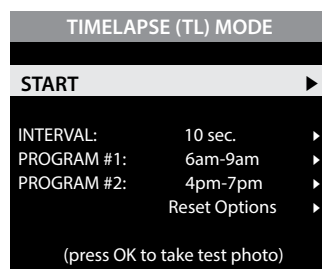 TIMELAPSE (TL) MODE
START
INTERVAL: 10 sec.
PROGRAM #1: 6am-9am
PROGRAM #2: 4pm-7pm
Reset Options
(press OK to take test photo)